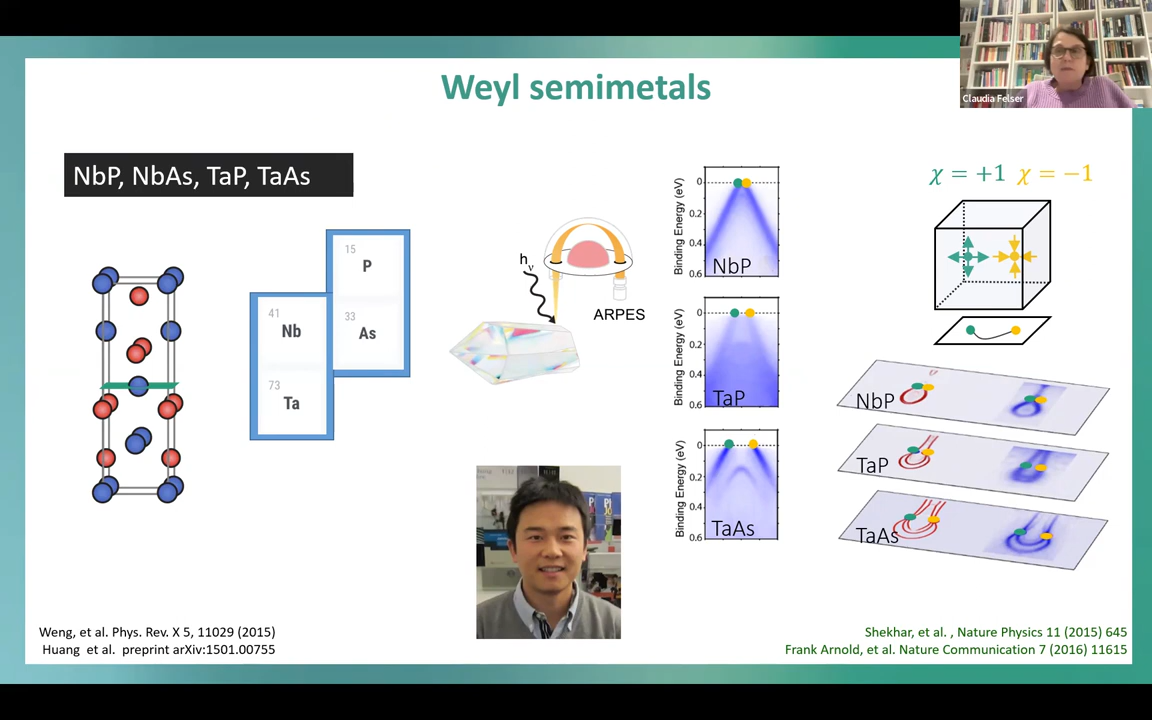 Weyl semimetals
Claudia Felser
NbP, NbAs, TaP, TaAs
15
P
41
Nb
33
As
73
Ta
hν
ARPES
Binding Energy (eV)
0
0.2
0.4
0.6
NbP
Binding Energy (eV)
0
0.2
0.4
0.6
TaP
Binding Energy (eV)
0
0.2
0.4
0.6
TaAs
χ = +1 χ = −1
NbP
TaP
TaAs
Weng, et al. Phys. Rev. X 5, 11029 (2015)
Huang et al. preprint arXiv:1501.00755
Shekhar, et al. , Nature Physics 11 (2015) 645
Frank Arnold, et al. Nature Communication 7 (2016) 11615